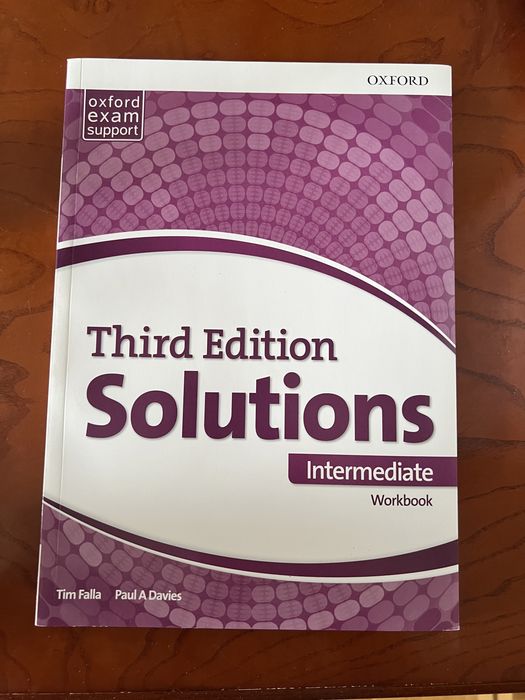 OXFORD
oxford
exam
support
Third Edition
Solutions
Intermediate
Workbook
Tim Falla Paul A Davies